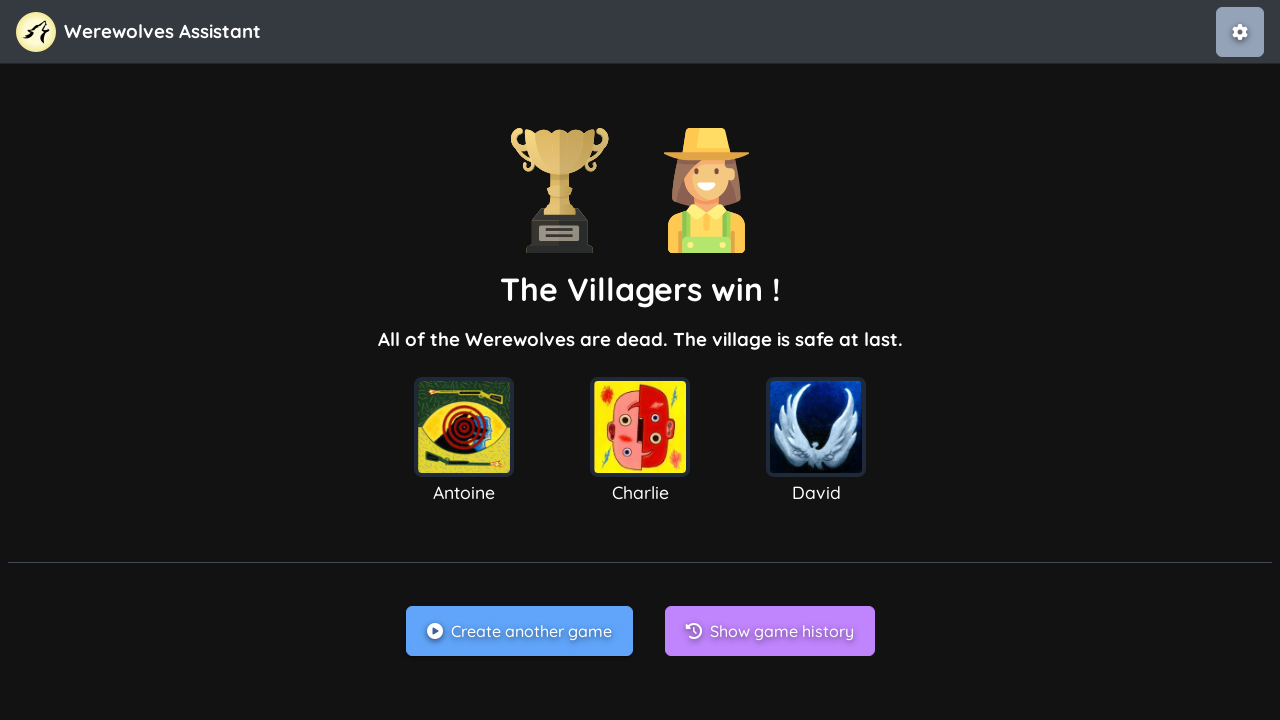 Werewolves Assistant
The Villagers win !
All of the Werewolves are dead. The village is safe at last.
Antoine
Charlie
David
Create another game
Show game history